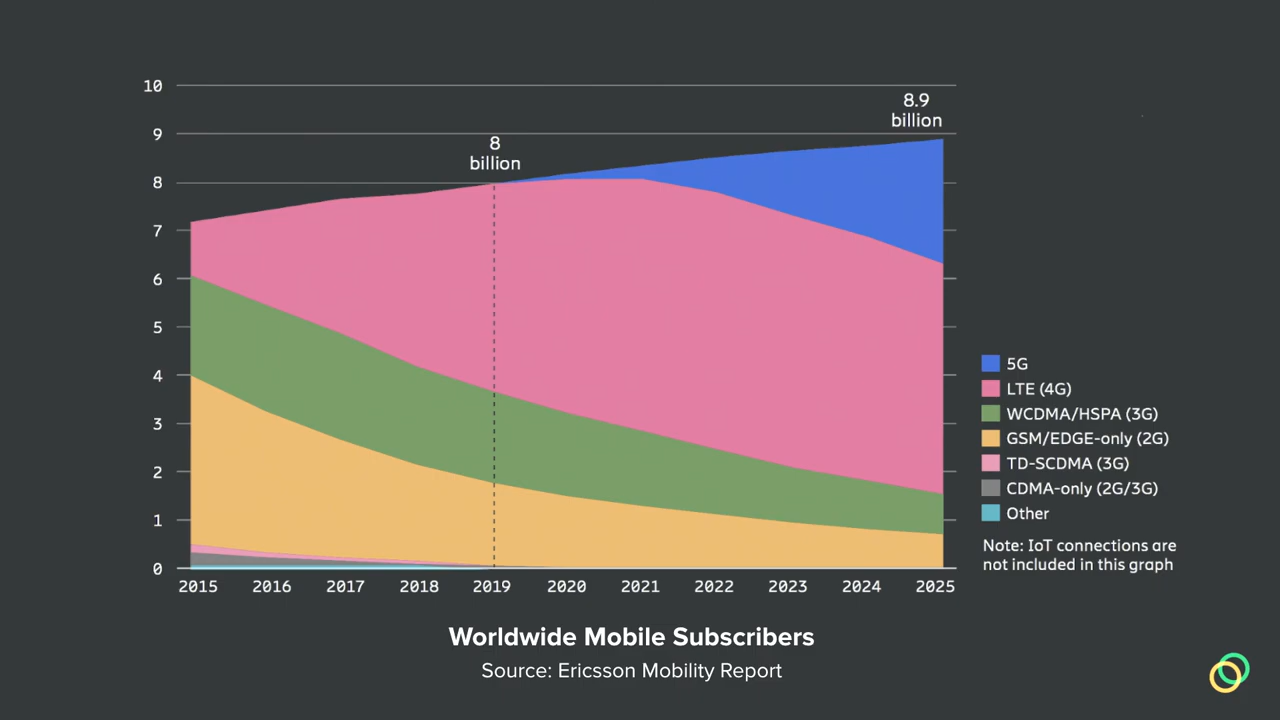 10
8.9
billion
9
8
billion
8
7
6
5
4
3
2
1
0
2015 2016 2017 2018 2019 2020 2021 2022 2023 2024 2025
5G
LTE (4G)
WCDMA/HSPA (3G)
GSM/EDGE-only (2G)
TD-SCDMA (3G)
CDMA-only (2G/3G)
Other
Note: IoT connections are
not included in this graph
Worldwide Mobile Subscribers
Source: Ericsson Mobility Report